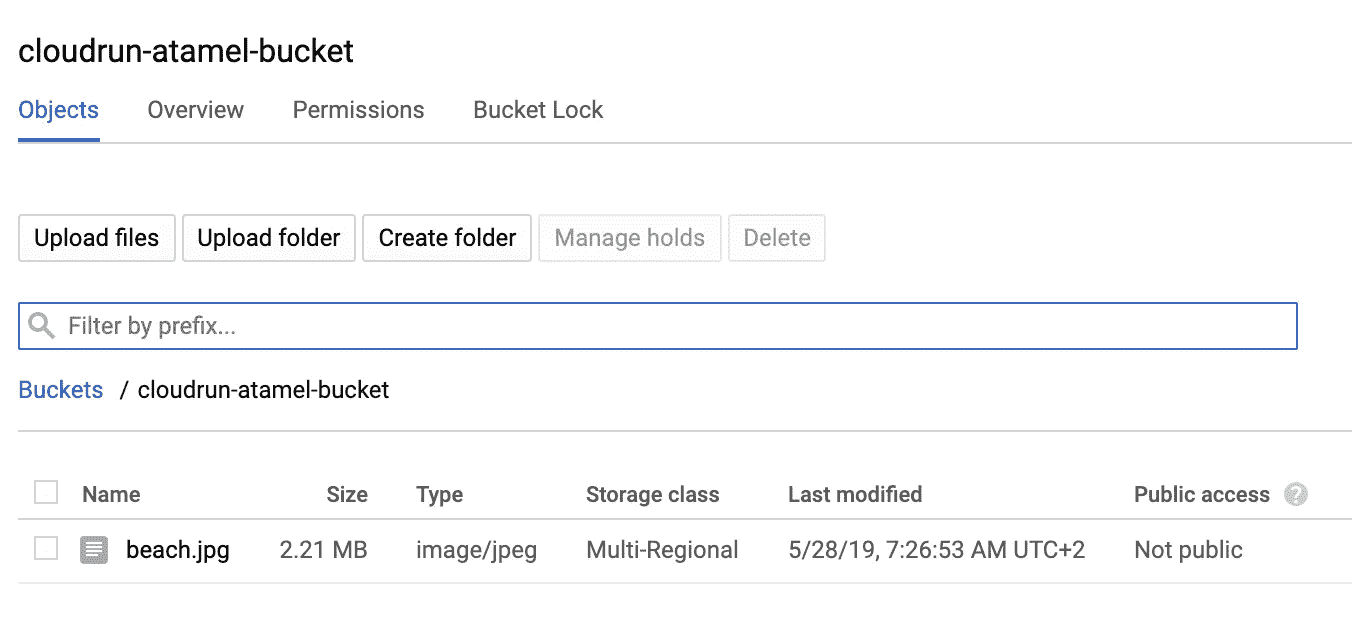 cloudrun-atamel-bucket
Objects Overview Permissions Bucket Lock
Upload files Upload folder Create folder Manage holds Delete
Filter by prefix...
Buckets / cloudrun-atamel-bucket
Name Size Type Storage class Last modified Public access ?
beach.jpg 2.21 MB image/jpeg Multi-Regional 5/28/19, 7:26:53 AM UTC+2 Not public